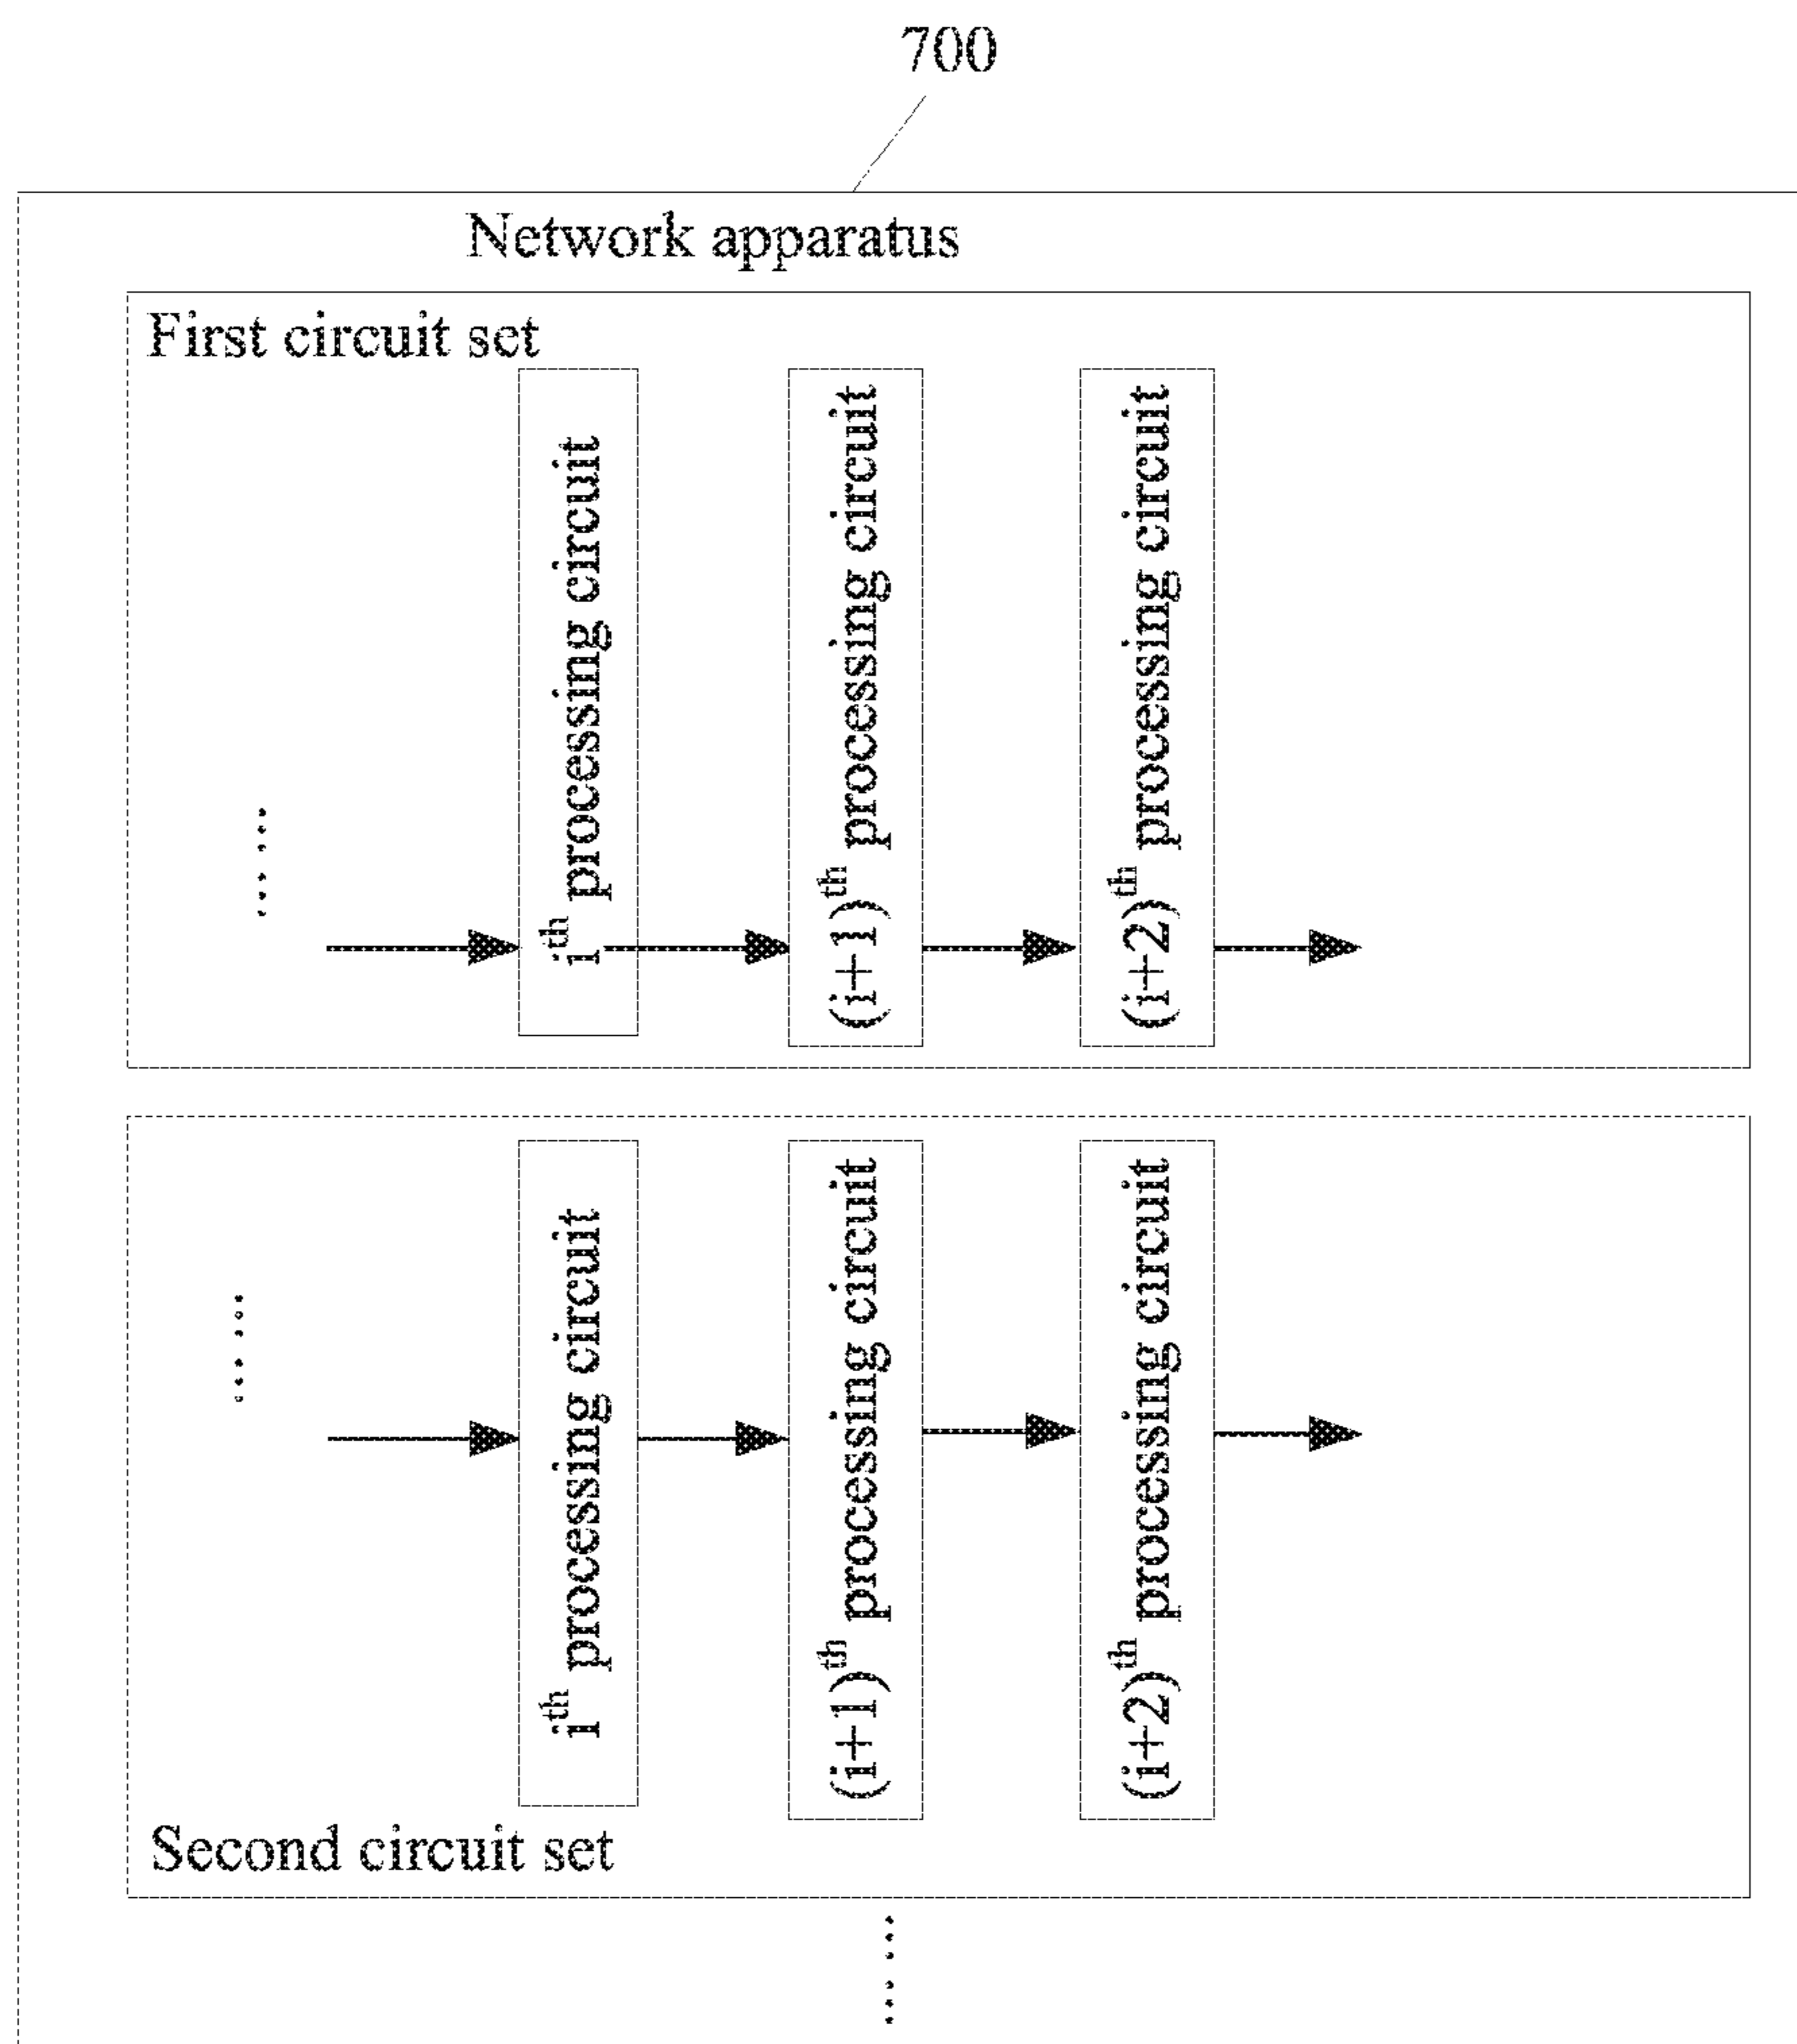 700
Network apparatus
First circuit set
…...
i^th processing circuit
(i+1)^th processing circuit
(i+2)^th processing circuit
…...
i^th processing circuit
(i+1)^th processing circuit
(i+2)^th processing circuit
Second circuit set
…...